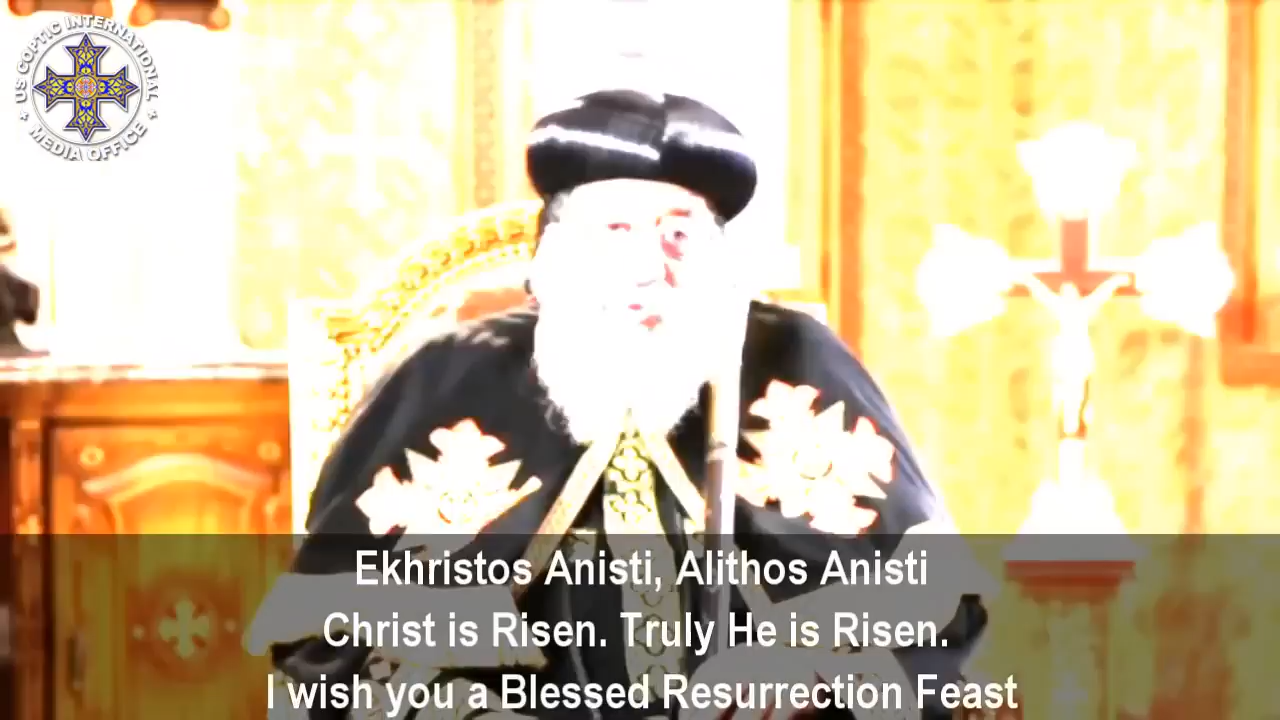 US COPTIC INTERNATIONAL
MEDIA OFFICE
Ekhristos Anisti, Alithos Anisti
Christ is Risen. Truly He is Risen.
I wish you a Blessed Resurrection Feast